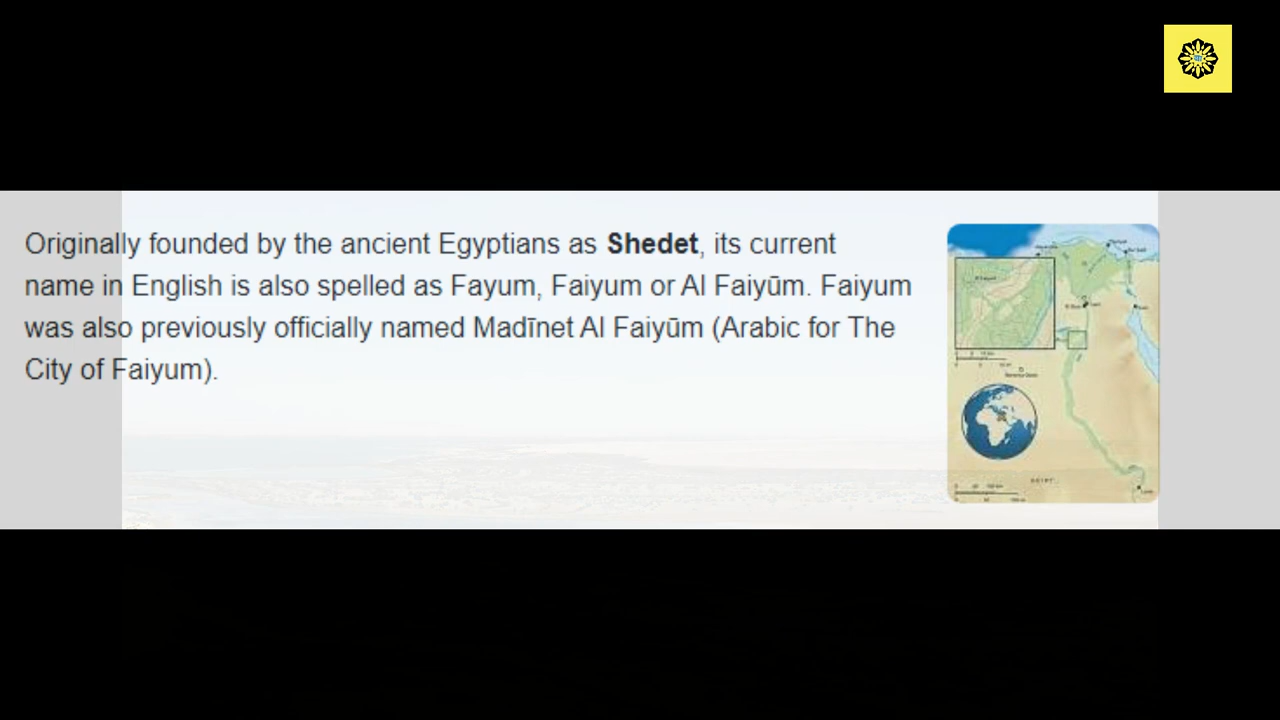 Originally founded by the ancient Egyptians as Shedet, its current
name in English is also spelled as Fayum, Faiyum or Al Faiyūm. Faiyum
was also previously officially named Madīnet Al Faiyūm (Arabic for The
City of Faiyum).
EGYPT